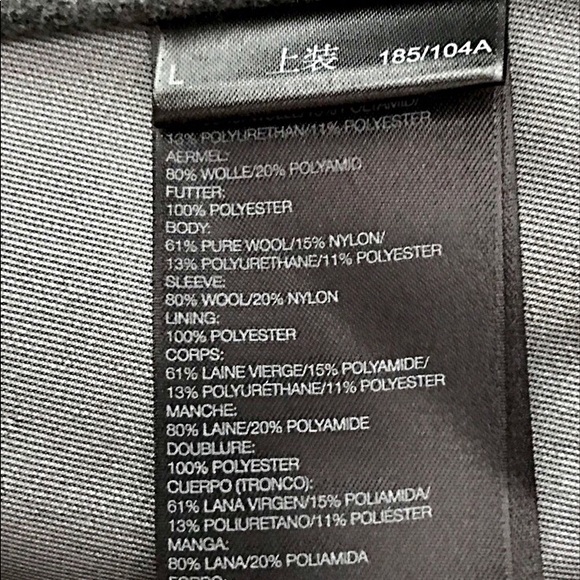 L 上装 185/104A
13% POLYURETHAN/11% POLYESTER
AERMEL:
80% WOLLE/20% POLYAMID
FUTTER:
100% POLYESTER
BODY:
61% PURE WOOL/15% NYLON/
13% POLYURETHANE/11% POLYESTER
SLEEVE:
80% WOOL/20% NYLON
LINING:
100% POLYESTER
CORPS:
61% LAINE VIERGE/15% POLYAMIDE/
13% POLYURÉTHANE/11% POLYESTER
MANCHE:
80% LAINE/20% POLYAMIDE
DOUBLURE:
100% POLYESTER
CUERPO (TRONCO):
61% LANA VIRGEN/15% POLIAMIDA/
13% POLIURETANO/11% POLIÉSTER
MANGA:
80% LANA/20% POLIAMIDA